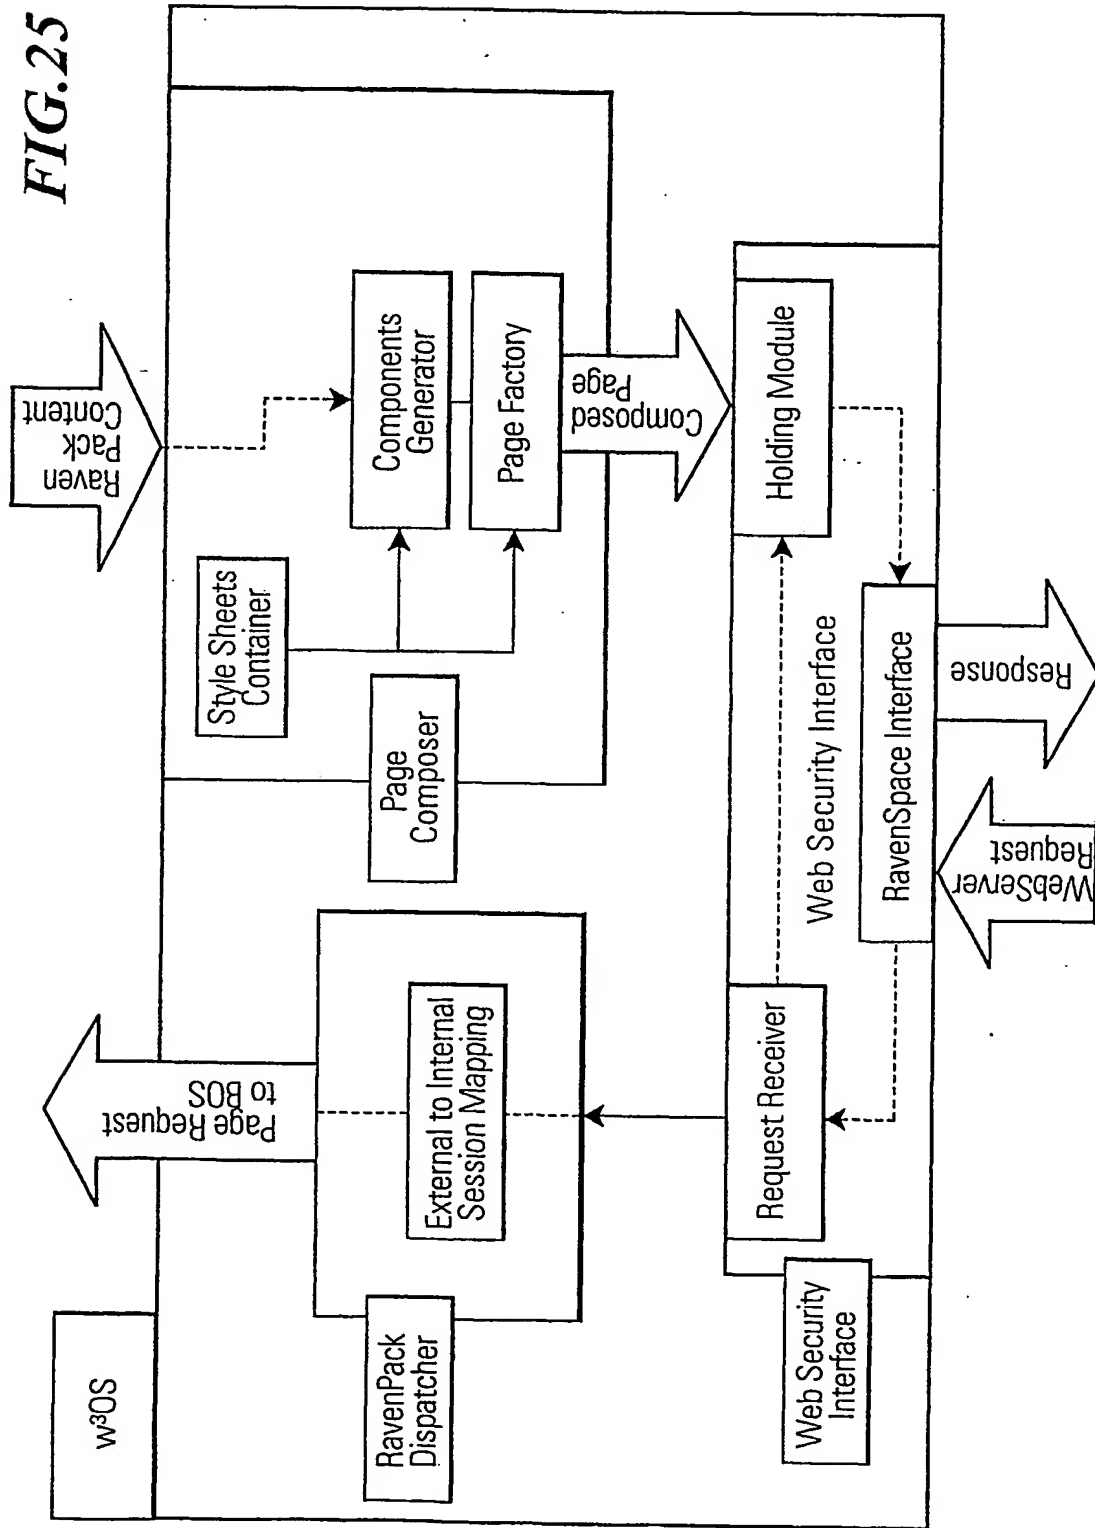 FIG.25
w³OS
Page Request
to BOS
Raven
Pack
Content
RavenPack
Dispatcher
External to Internal
Session Mapping
Page
Composer
Style Sheets
Container
Components
Generator
Page Factory
Composed
Page
Web Security
Interface
Request Receiver
Web Security Interface
Holding Module
RavenSpace Interface
WebServer
Request
Response